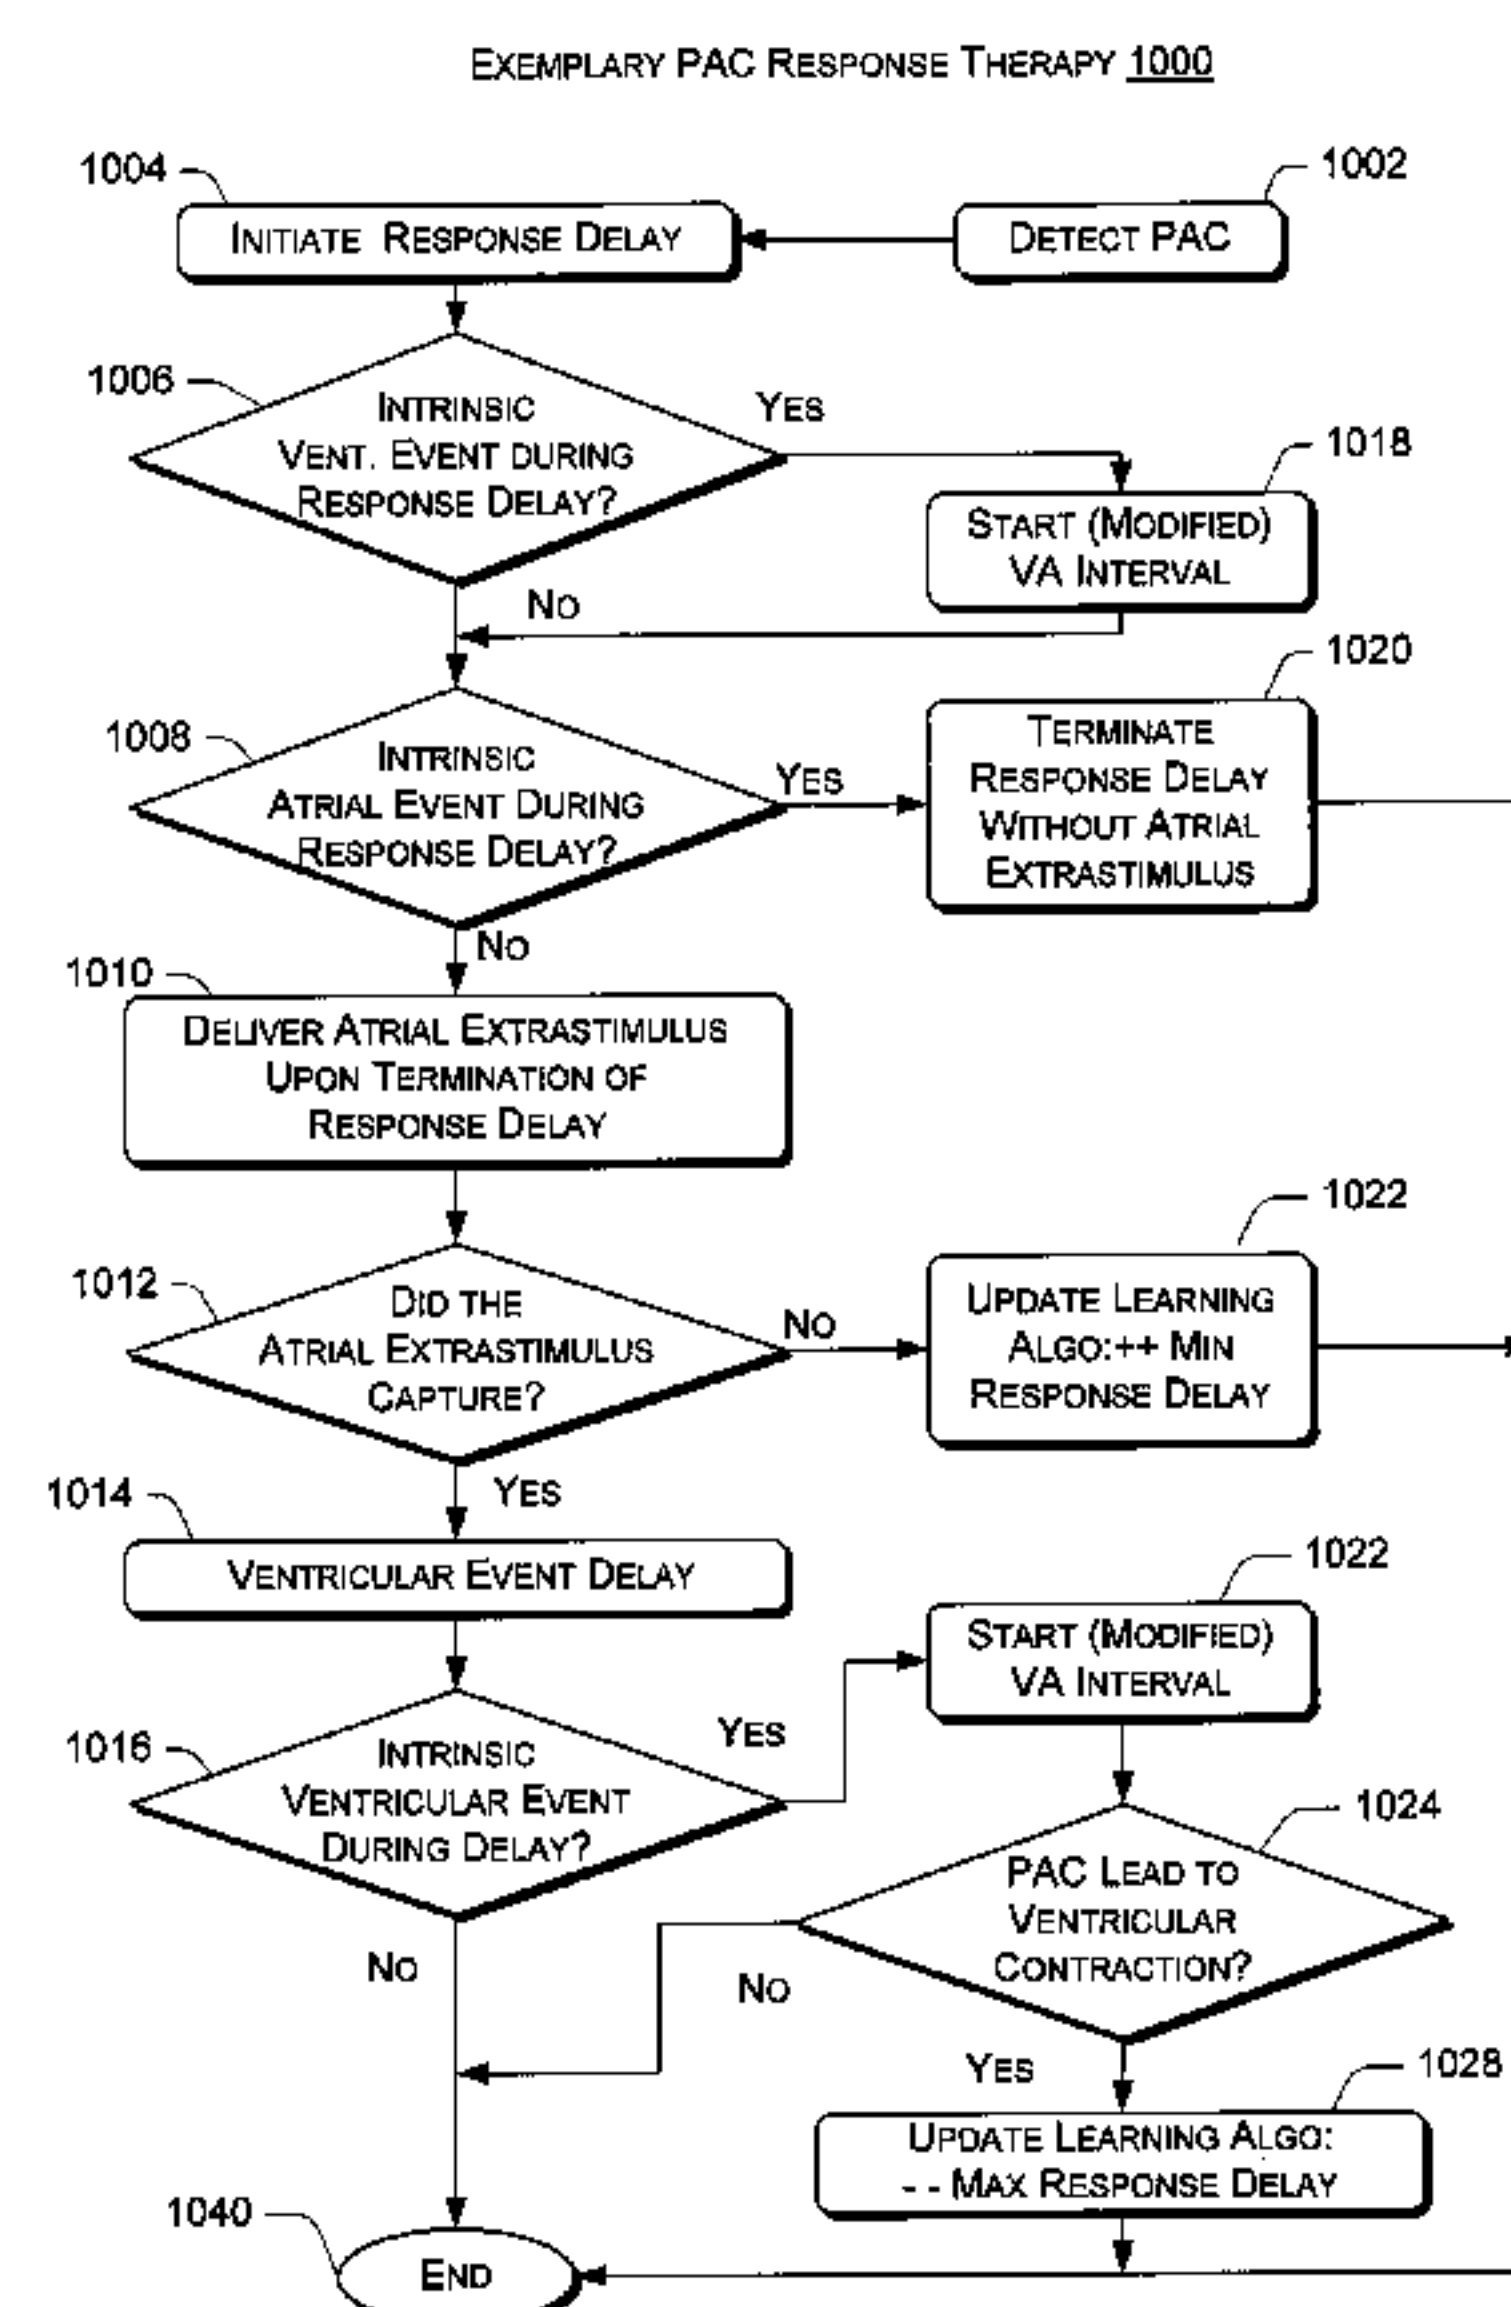 EXEMPLARY PAC RESPONSE THERAPY 1000
1004
1002
INITIATE RESPONSE DELAY
DETECT PAC
1006
INTRINSIC
VENT. EVENT DURING
RESPONSE DELAY?
YES
1018
START (MODIFIED)
VA INTERVAL
NO
1008
INTRINSIC
ATRIAL EVENT DURING
RESPONSE DELAY?
YES
1020
TERMINATE
RESPONSE DELAY
WITHOUT ATRIAL
EXTRASTIMULUS
NO
1010
DELIVER ATRIAL EXTRASTIMULUS
UPON TERMINATION OF
RESPONSE DELAY
1012
DID THE
ATRIAL EXTRASTIMULUS
CAPTURE?
NO
1022
UPDATE LEARNING
ALGO:++ MIN
RESPONSE DELAY
YES
1014
VENTRICULAR EVENT DELAY
1022
START (MODIFIED)
VA INTERVAL
1016
INTRINSIC
VENTRICULAR EVENT
DURING DELAY?
YES
1024
PAC LEAD TO
VENTRICULAR
CONTRACTION?
NO
NO
YES
1028
UPDATE LEARNING ALGO:
- - MAX RESPONSE DELAY
1040
END